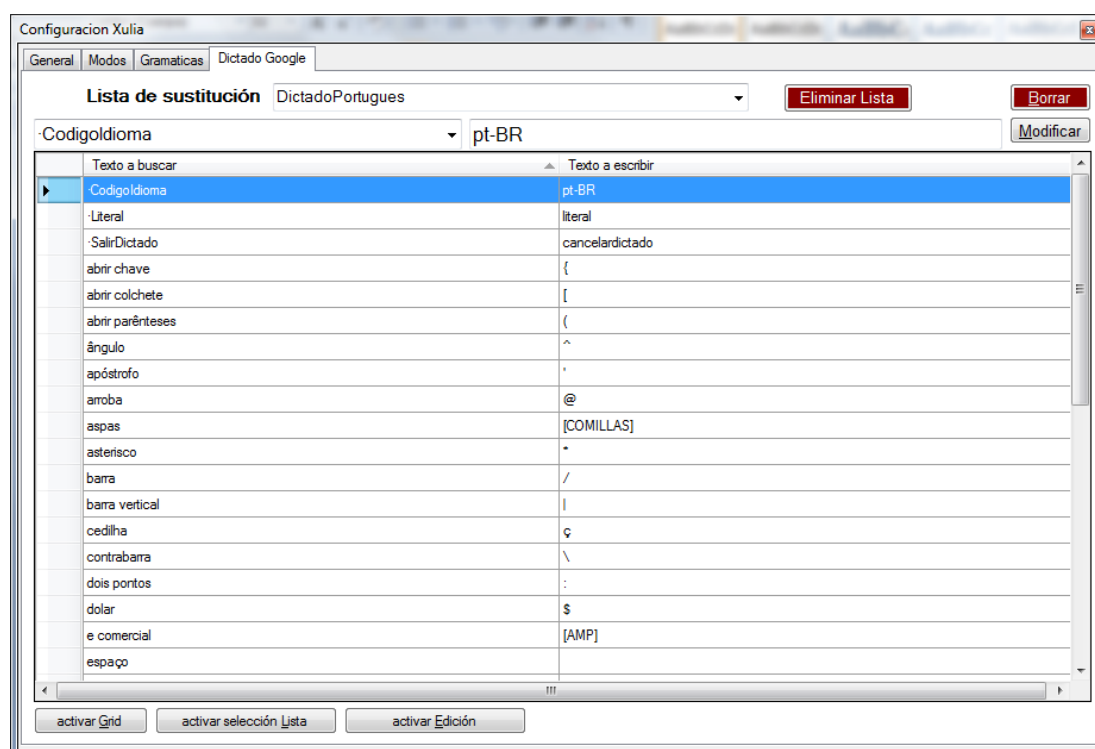 Configuracion Xulia
General Modos Gramaticas Dictado Google
Lista de sustitución DictadoPortugues Eliminar Lista Borrar
·CodigoIdioma pt-BR Modificar
Texto a buscar Texto a escribir
·CodigoIdioma pt-BR
·Literal literal
·SalirDictado cancelardictado
abrir chave {
abrir colchete [
abrir parênteses (
ângulo ^
apóstrofo '
arroba @
aspas [COMILLAS]
asterisco *
barra /
barra vertical |
cedilha ç
contrabarra \
dois pontos :
dolar $
e comercial [AMP]
espaço
activar Grid activar selección Lista activar Edición